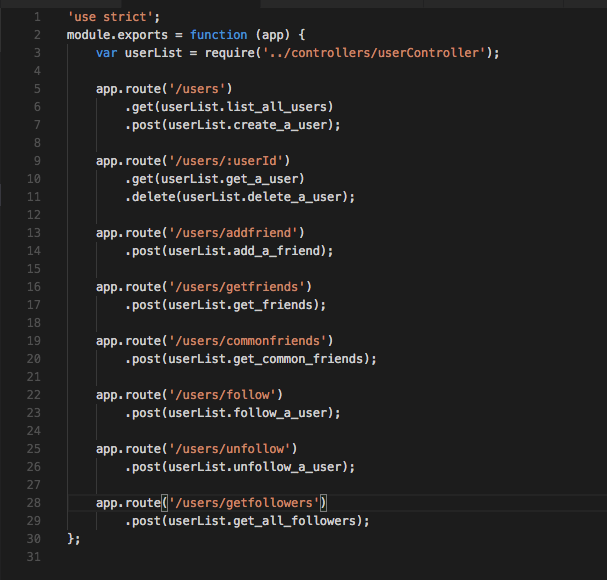 1 'use strict';
2 module.exports = function (app) {
3     var userList = require('../controllers/userController');
4
5     app.route('/users')
6         .get(userList.list_all_users)
7         .post(userList.create_a_user);
8
9     app.route('/users/:userId')
10         .get(userList.get_a_user)
11         .delete(userList.delete_a_user);
12
13     app.route('/users/addfriend')
14         .post(userList.add_a_friend);
15
16     app.route('/users/getfriends')
17         .post(userList.get_friends);
18
19     app.route('/users/commonfriends')
20         .post(userList.get_common_friends);
21
22     app.route('/users/follow')
23         .post(userList.follow_a_user);
24
25     app.route('/users/unfollow')
26         .post(userList.unfollow_a_user);
27
28     app.route('/users/getfollowers')
29         .post(userList.get_all_followers);
30 };
31